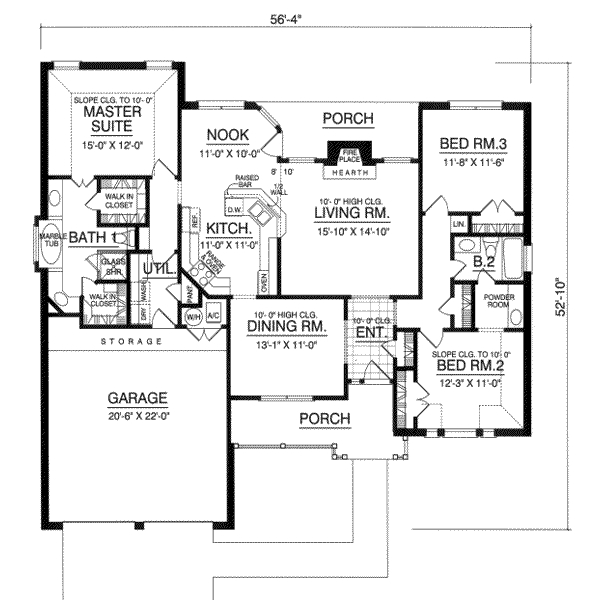 56'-4"
SLOPE CLG. TO 10'- 0"
MASTER
SUITE
15'-0" X 12'-0"
NOOK
11'-0" X 10'-0"
PORCH
FIRE
PLACE
HEARTH
BED RM.3
11'-8" X 11'-6"
8'
10'
RAISED
BAR
1/2
WALL
D.W.
10'- 0" HIGH CLG.
LIVING RM.
15'-10" X 14'-10"
WALK IN
CLOSET
REF.
KITCH.
11'-0" X 11'-0"
RANGE
& OVEN
OVEN
LIN.
MARBLE
TUB
BATH 1
GLASS
SHR.
UTIL.
WASH
DRY
PANT.
WALK IN
CLOSET
W/H
A/C
B.2
POWDER
ROOM
52'-10"
STORAGE
10'- 0" HIGH CLG.
DINING RM.
13'-1" X 11'-0"
10'- 0" CLG.
ENT.
SLOPE CLG. TO 10'- 0"
BED RM.2
12'-3" X 11'-0"
GARAGE
20'-6" X 22'-0"
PORCH